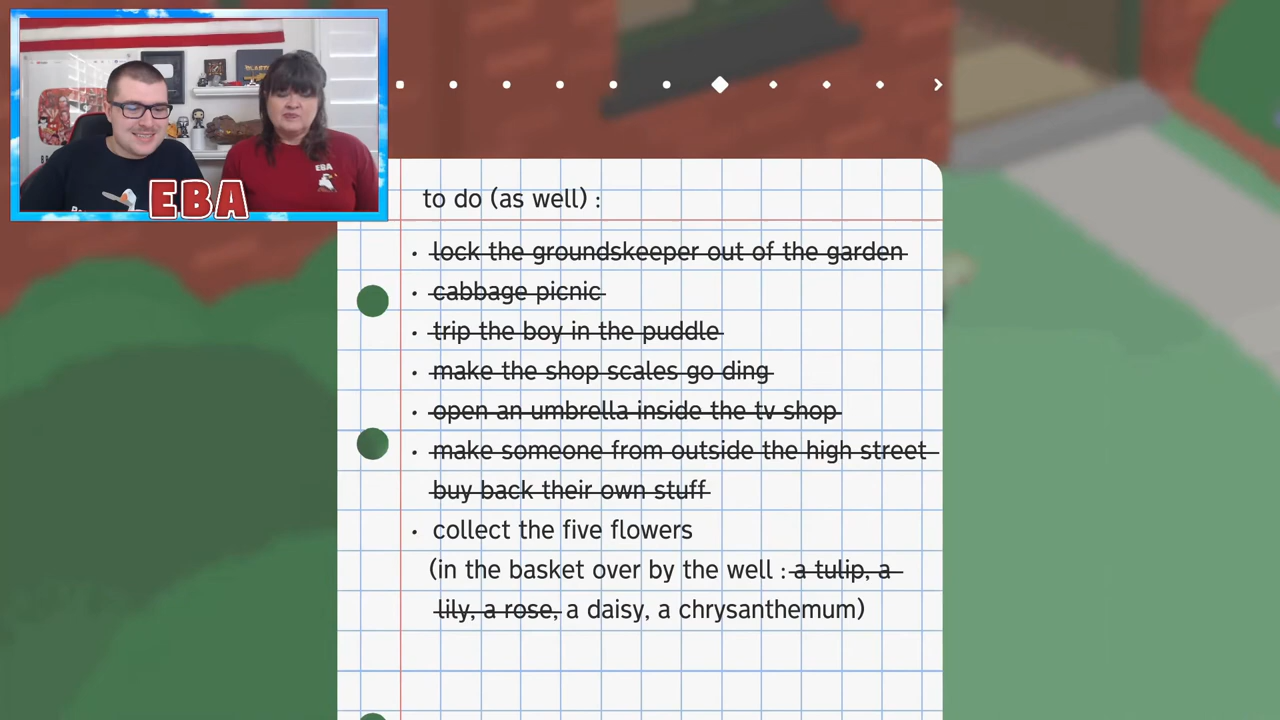 EBA
EBA
to do (as well) :
• lock the groundskeeper out of the garden
• cabbage picnic
• trip the boy in the puddle
• make the shop scales go ding
• open an umbrella inside the tv shop
• make someone from outside the high street
buy back their own stuff
• collect the five flowers
(in the basket over by the well : a tulip, a
lily, a rose, a daisy, a chrysanthemum)